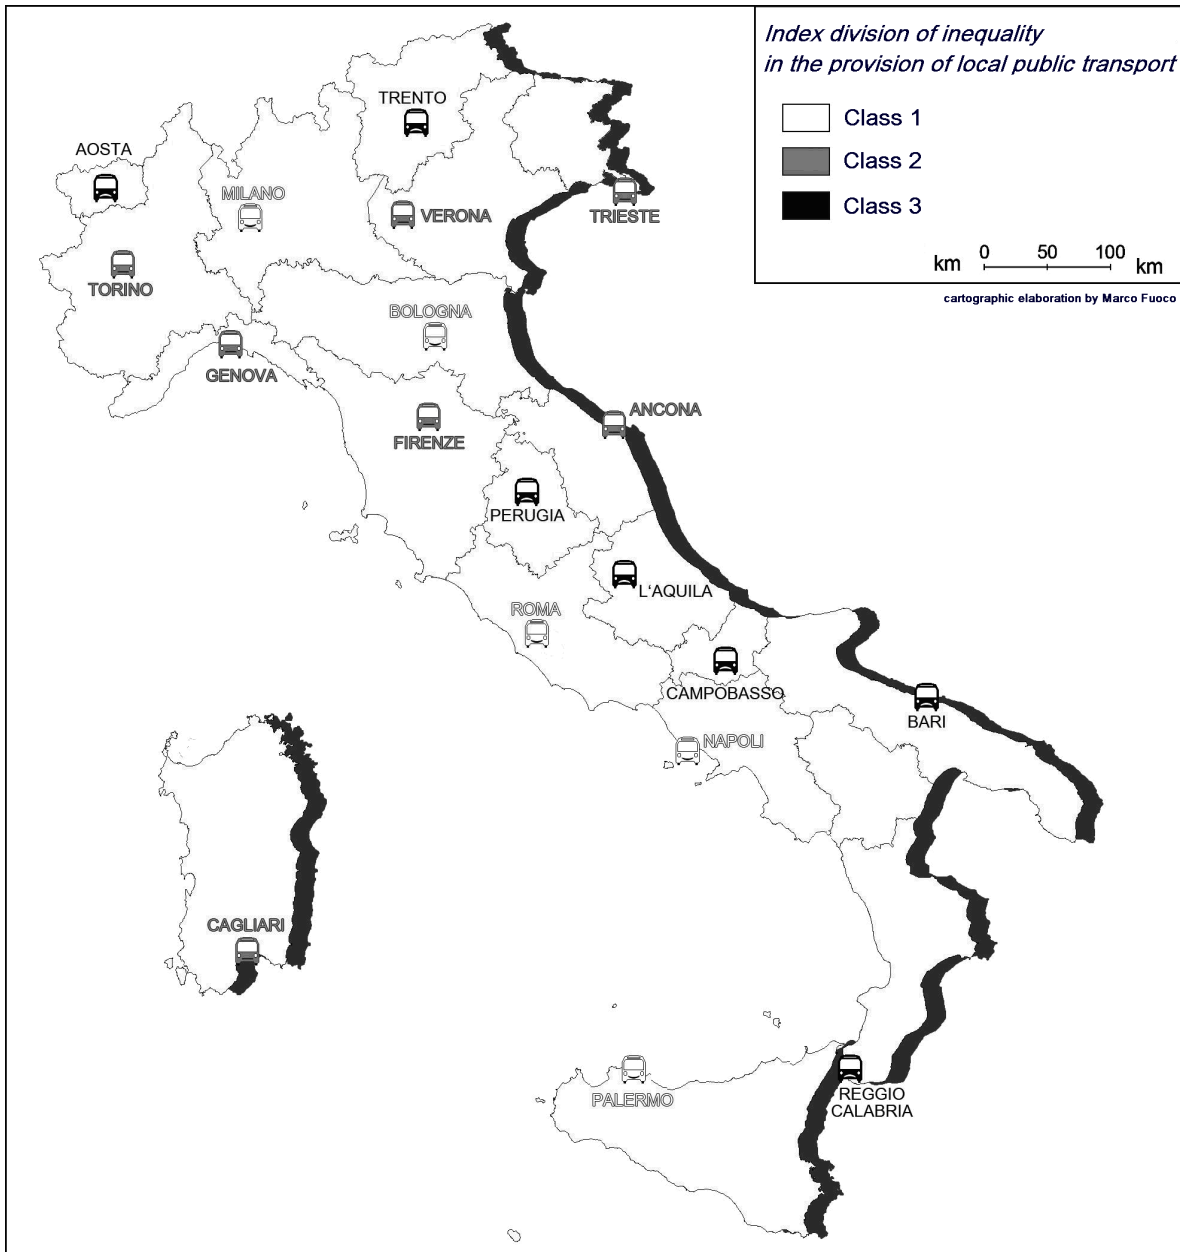 Index division of inequality
in the provision of local public transport
Class 1
Class 2
Class 3
0 50 100
km km
cartographic elaboration by Marco Fuoco
TRENTO
AOSTA
MILANO
VERONA
TRIESTE
TORINO
BOLOGNA
GENOVA
ANCONA
FIRENZE
PERUGIA
L'AQUILA
ROMA
CAMPOBASSO
BARI
NAPOLI
CAGLIARI
PALERMO
REGGIO
CALABRIA